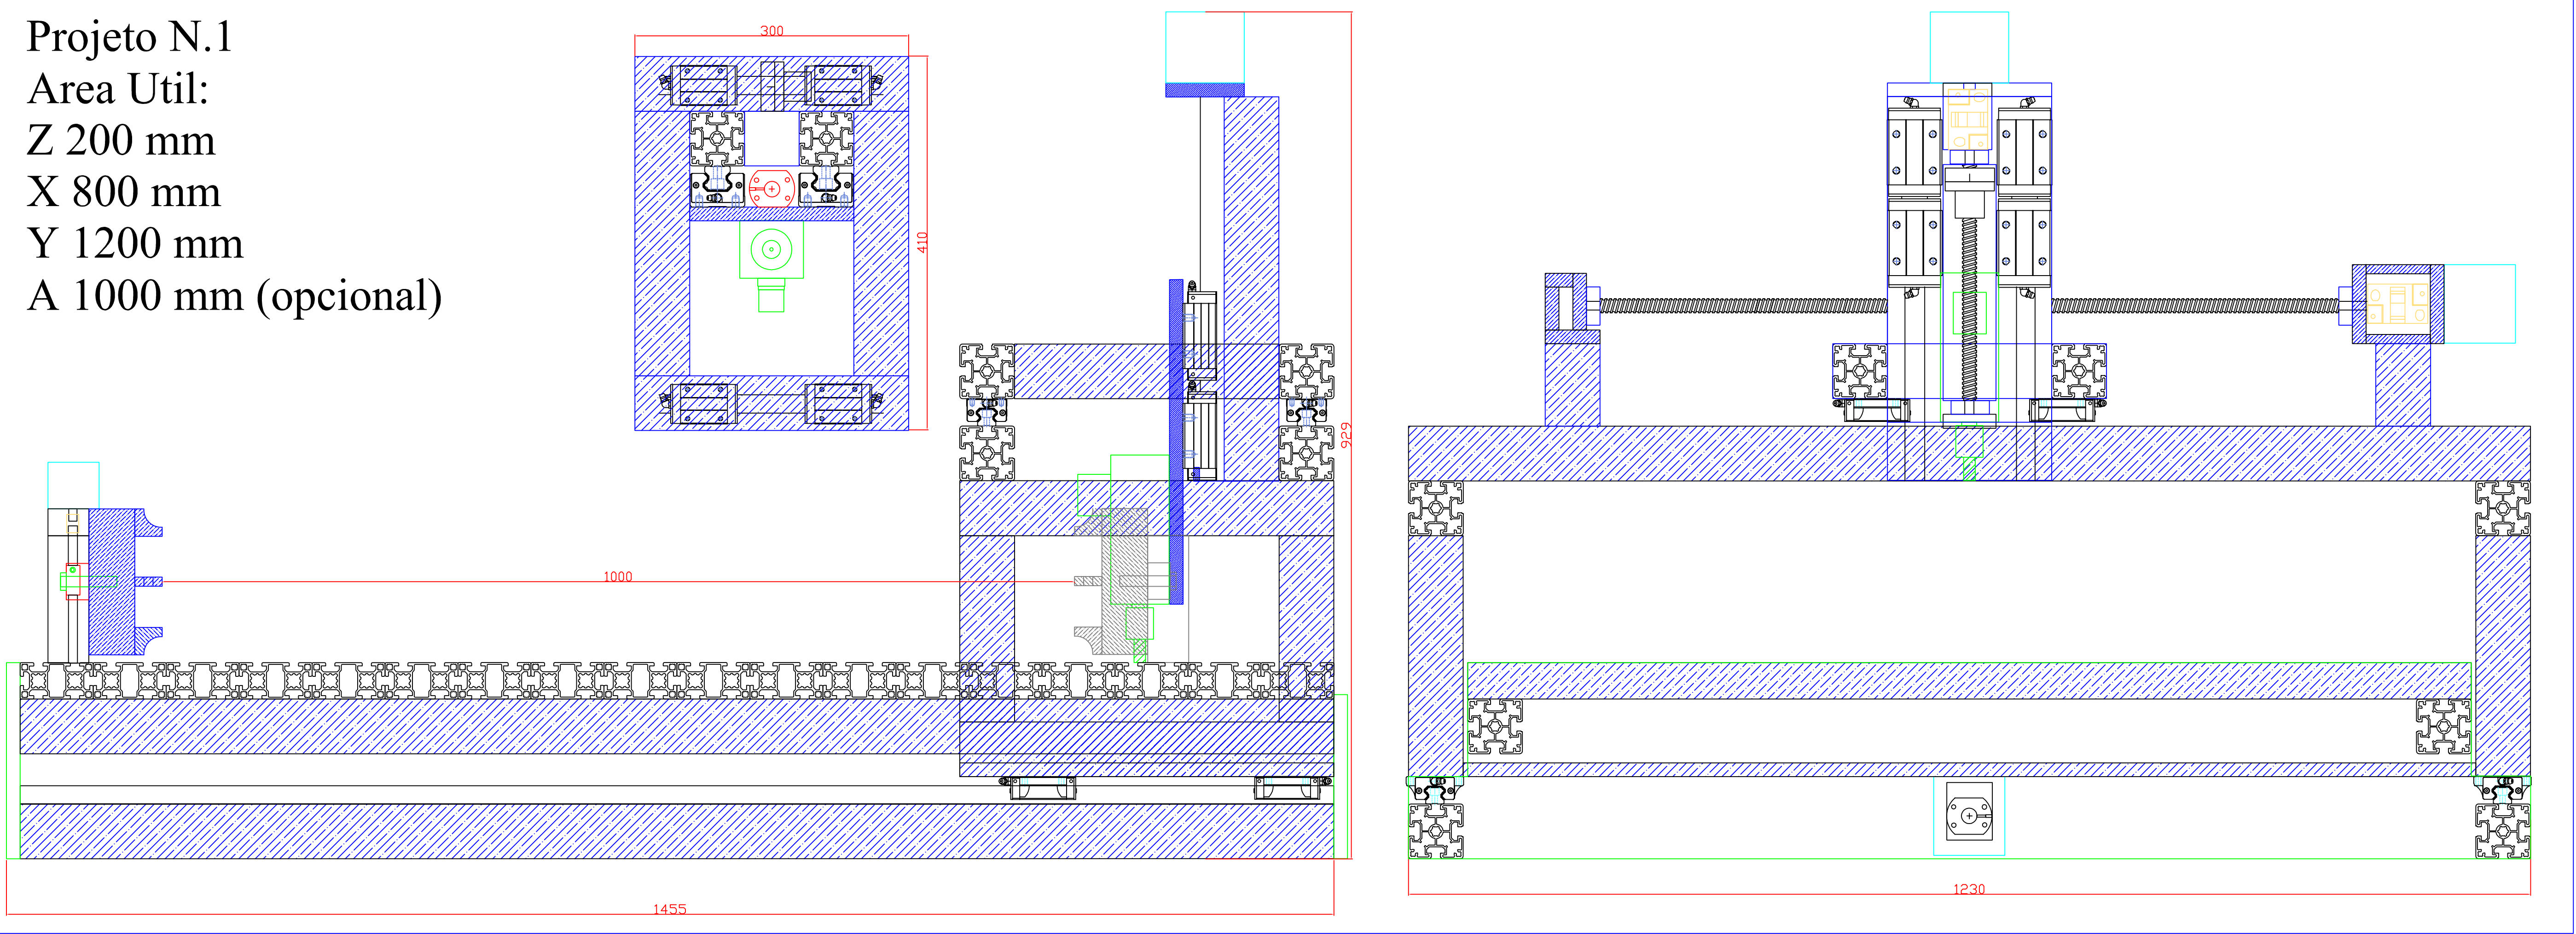 Projeto N.1
Area Util:
Z 200 mm
X 800 mm
Y 1200 mm
A 1000 mm (opcional)
300
410
929
1000
1455
1230